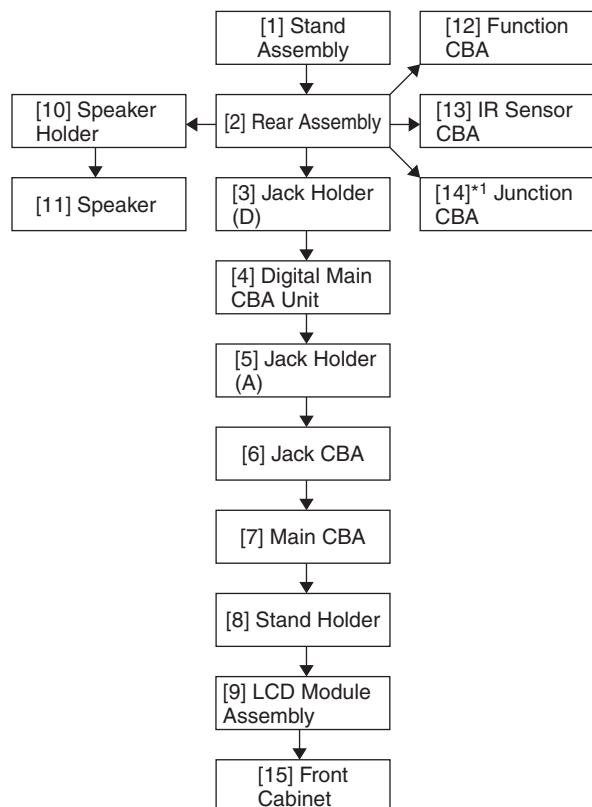 [1] Stand
Assembly
[12] Function
CBA
[10] Speaker
Holder
[2] Rear Assembly
[13] IR Sensor
CBA
[11] Speaker
[3] Jack Holder
(D)
[14]*1 Junction
CBA
[4] Digital Main
CBA Unit
[5] Jack Holder
(A)
[6] Jack CBA
[7] Main CBA
[8] Stand Holder
[9] LCD Module
Assembly
[15] Front
Cabinet